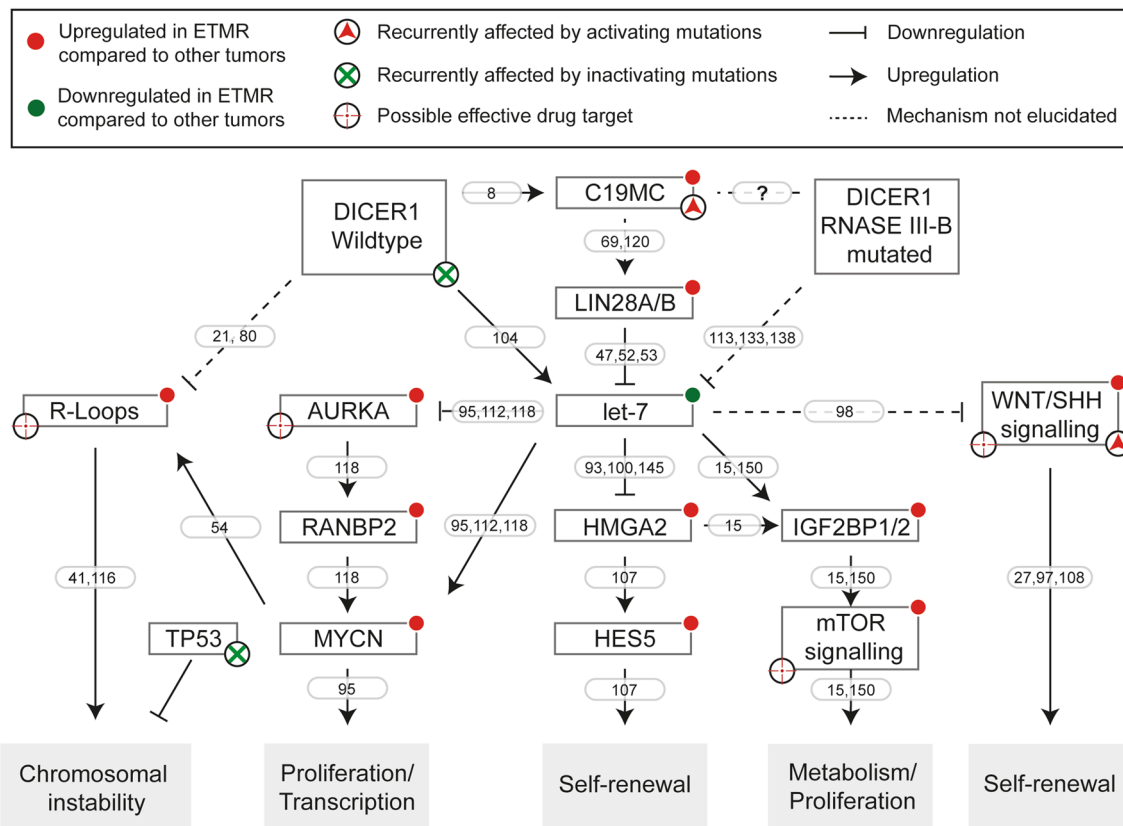 Upregulated in ETMR
compared to other tumors
Downregulated in ETMR
compared to other tumors
Recurrently affected by activating mutations
Recurrently affected by inactivating mutations
Possible effective drug target
Downregulation
Upregulation
Mechanism not elucidated
DICER1
Wildtype
8
C19MC
?
DICER1
RNASE III-B
mutated
69,120
LIN28A/B
21, 80
104
47,52,53
113,133,138
R-Loops
AURKA
95,112,118
let-7
98
WNT/SHH
signalling
118
93,100,145
15,150
54
RANBP2
95,112,118
HMGA2
15
IGF2BP1/2
41,116
118
107
15,150
27,97,108
TP53
MYCN
HES5
mTOR
signalling
95
107
15,150
Chromosomal
instability
Proliferation/
Transcription
Self-renewal
Metabolism/
Proliferation
Self-renewal